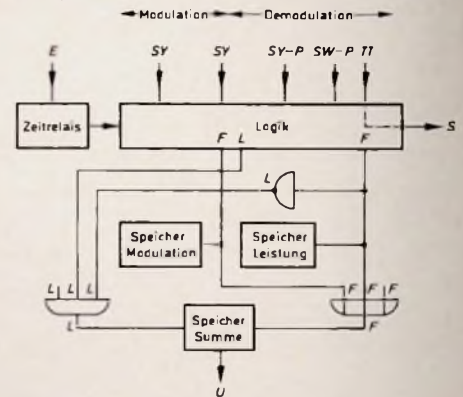 Modulation Demodulation
E SY SY SY-P SW-P TT
Zeitrelais Logik S
F L F
L
Speicher Modulation
Speicher Leistung
L L L F F F
L F
Speicher Summe
U